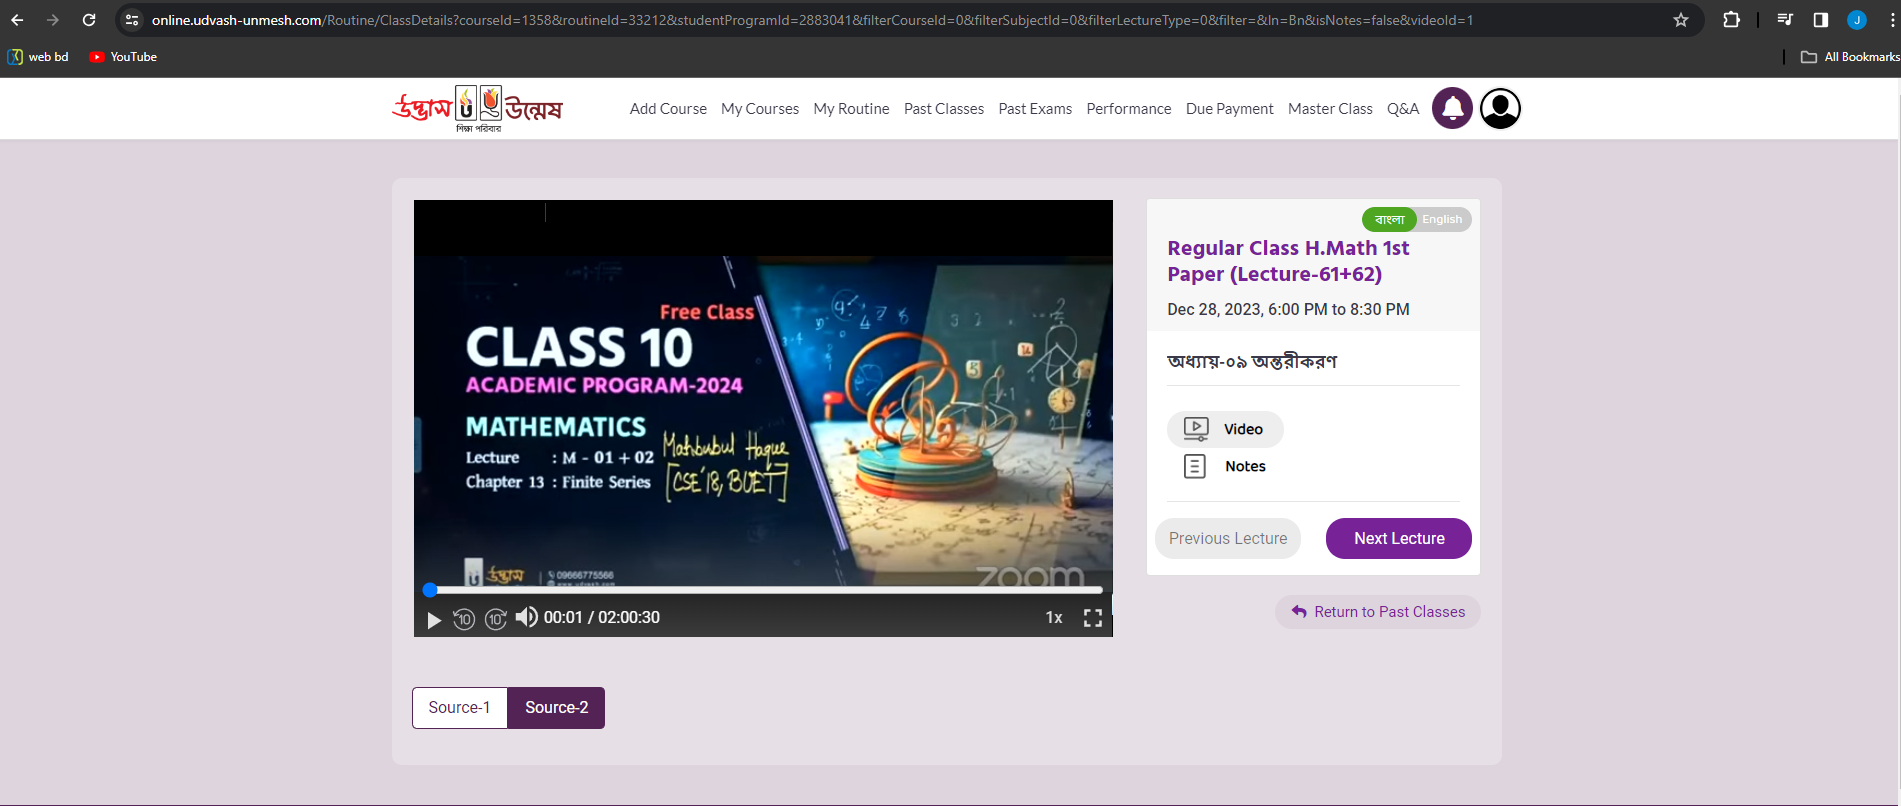 online.udvash-unmesh.com/Routine/ClassDetails?courseId=1358&routineId=33212&studentProgramId=2883041&filterCourseId=0&filterSubjectId=0&filterLectureType=0&filter=&ln=Bn&isNotes=false&videoId=1
J
web bd
YouTube
All Bookmarks
উদ্ভাস উন্মেষ
শিক্ষা পরিবার
Add Course My Courses My Routine Past Classes Past Exams Performance Due Payment Master Class Q&A
Free Class
CLASS 10
ACADEMIC PROGRAM-2024
MATHEMATICS
Lecture : M - 01 + 02
Chapter 13 : Finite Series
Mahbubul Haque
[CSE'18, BUET]
উদ্ভাস
09666775566
www.udvash.com
zoom
10 10 00:01 / 02:00:30 1x
Source-1 Source-2
বাংলা English
Regular Class H.Math 1st
Paper (Lecture-61+62)
Dec 28, 2023, 6:00 PM to 8:30 PM
অধ্যায়-০৯ অন্তরীকরণ
Video
Notes
Previous Lecture Next Lecture
Return to Past Classes